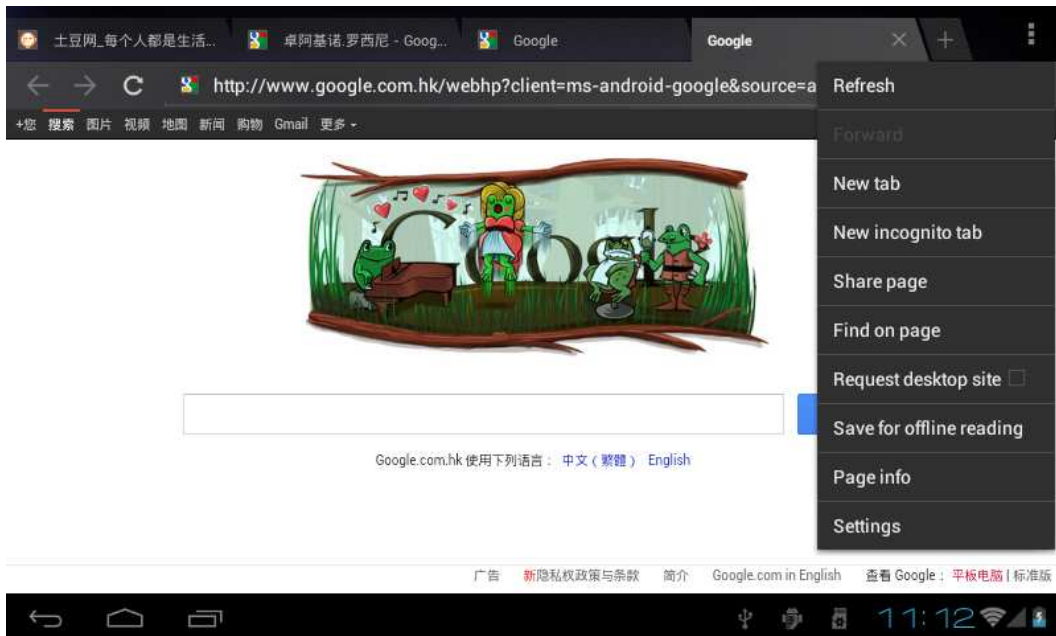 土豆网_每个人都是生活... 卓阿基诺.罗西尼 - Goog... Google Google
http://www.google.com.hk/webhp?client=ms-android-google&source=a
+您 搜索 图片 视频 地图 新闻 购物 Gmail 更多
Google
Refresh
Forward
New tab
New incognito tab
Share page
Find on page
Request desktop site
Save for offline reading
Page info
Settings
Google.com.hk 使用下列语言： 中文（繁體） English
广告 新隐私权政策与条款 简介 Google.com in English 查看 Google： 平板电脑 | 标准版
11:12